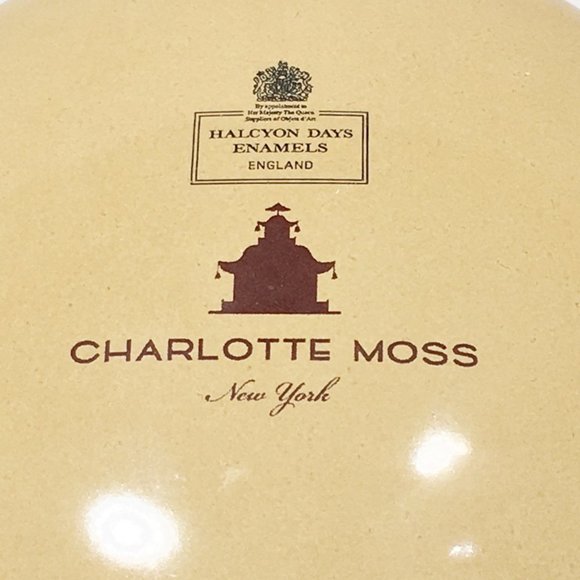 By appointment to
Her Majesty The Queen
Suppliers of Objets d'Art
HALCYON DAYS
ENAMELS
ENGLAND
CHARLOTTE MOSS
New York